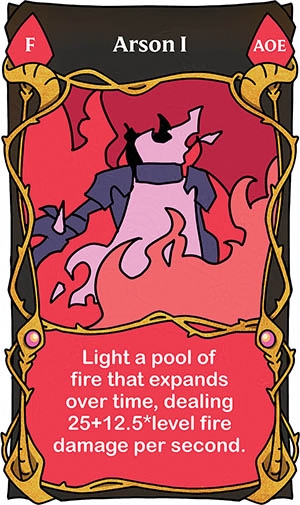 F
Arson I
AOE
Light a pool of
fire that expands
over time, dealing
25+12.5*level fire
damage per second.